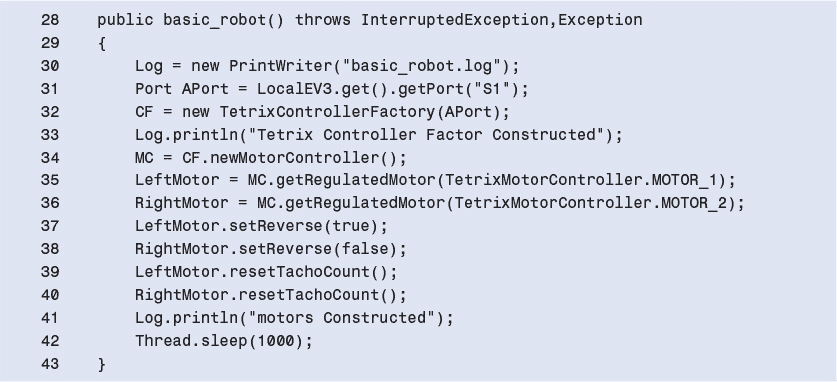 28 public basic_robot() throws InterruptedException,Exception
29 {
30 Log = new PrintWriter("basic_robot.log");
31 Port APort = LocalEV3.get().getPort("S1");
32 CF = new TetrixControllerFactory(APort);
33 Log.println("Tetrix Controller Factor Constructed");
34 MC = CF.newMotorController();
35 LeftMotor = MC.getRegulatedMotor(TetrixMotorController.MOTOR_1);
36 RightMotor = MC.getRegulatedMotor(TetrixMotorController.MOTOR_2);
37 LeftMotor.setReverse(true);
38 RightMotor.setReverse(false);
39 LeftMotor.resetTachoCount();
40 RightMotor.resetTachoCount();
41 Log.println("motors Constructed");
42 Thread.sleep(1000);
43 }